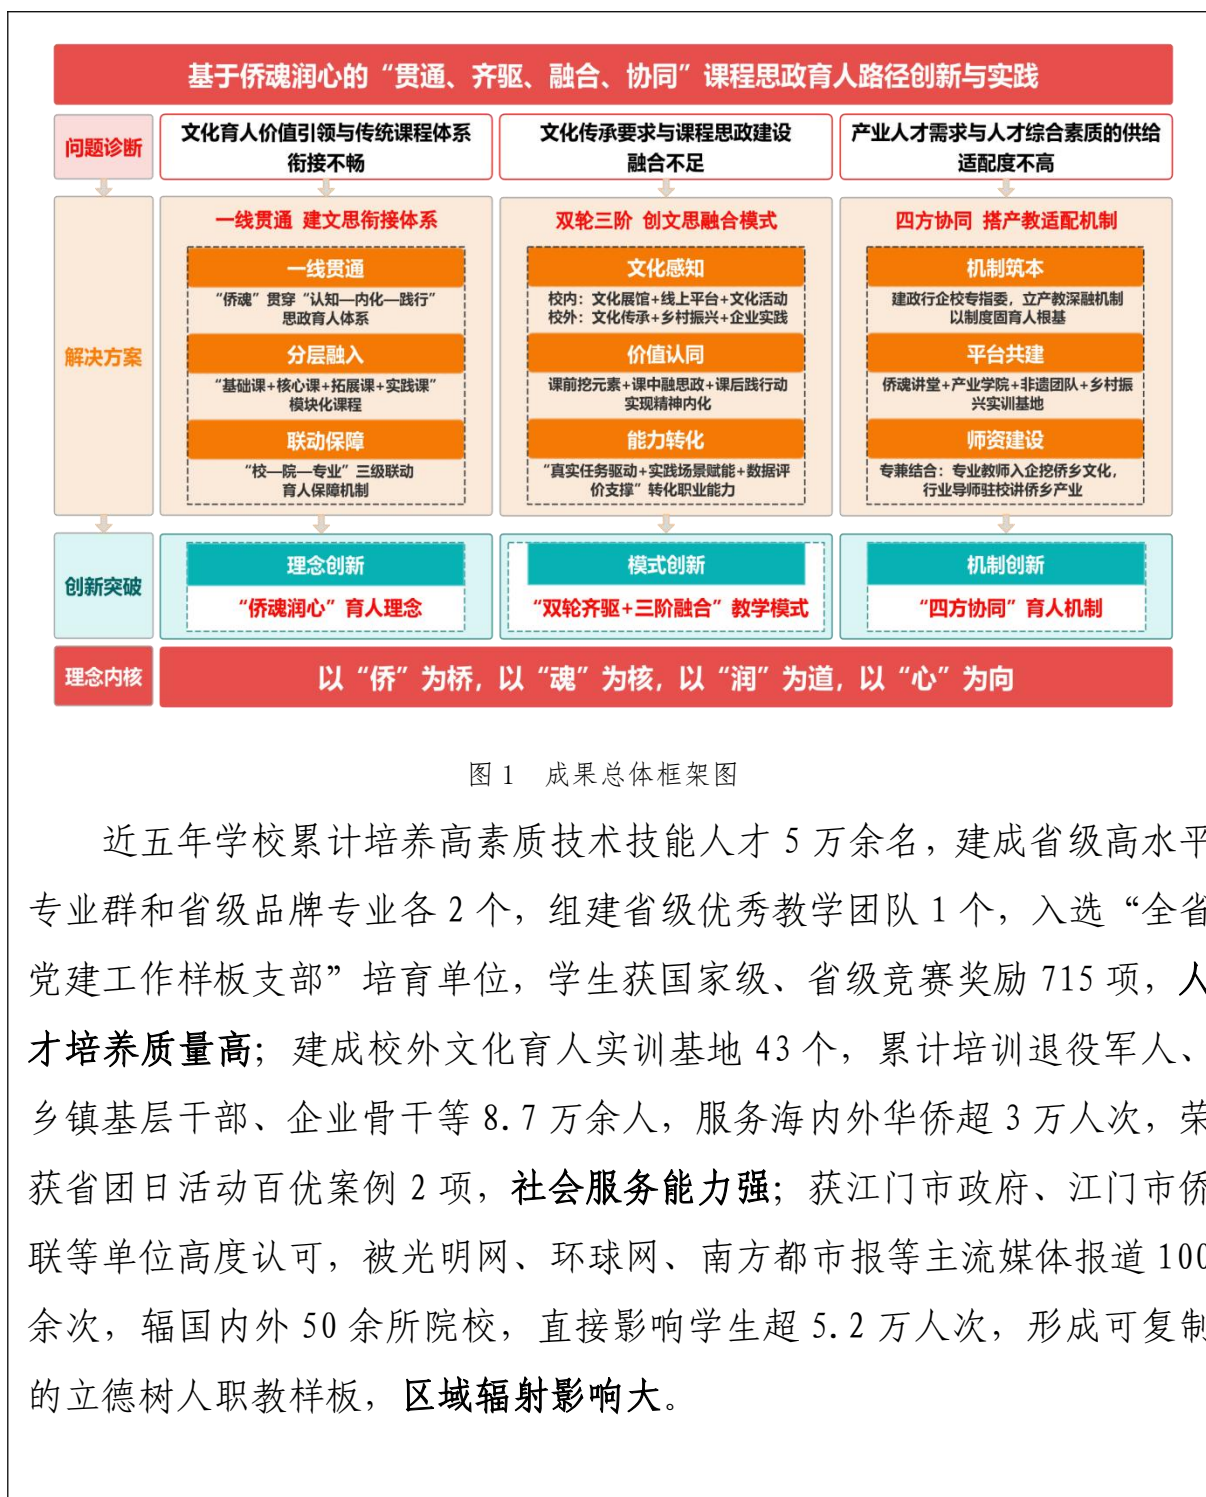 基于侨魂润心的“贯通、齐驱、融合、协同”课程思政育人路径创新与实践
问题诊断
文化育人价值引领与传统课程体系
衔接不畅
文化传承要求与课程思政建设
融合不足
产业人才需求与人才综合素质的供给
适配度不高
解决方案
一线贯通 建文思衔接体系
一线贯通
“侨魂”贯穿“认知—内化—践行”
思政育人体系
分层融入
“基础课+核心课+拓展课+实践课”
模块化课程
联动保障
“校—院—专业”三级联动
育人保障机制
双轮三阶 创文思融合模式
文化感知
校内：文化展馆+线上平台+文化活动
校外：文化传承+乡村振兴+企业实践
价值认同
课前挖元素+课中融思政+课后践行动
实现精神内化
能力转化
“真实任务驱动+实践场景赋能+数据评
价支撑”转化职业能力
四方协同 搭产教适配机制
机制筑本
建政行企校专指委，立产教深融机制
以制度固育人根基
平台共建
侨魂讲堂+产业学院+非遗团队+乡村振
兴实训基地
师资建设
专兼结合：专业教师入企挖侨乡文化，
行业导师驻校讲侨乡产业
创新突破
理念创新
“侨魂润心”育人理念
模式创新
“双轮齐驱+三阶融合”教学模式
机制创新
“四方协同”育人机制
理念内核
以“侨”为桥，以“魂”为核，以“润”为道，以“心”为向
图1 成果总体框架图
近五年学校累计培养高素质技术技能人才5万余名，建成省级高水平
专业群和省级品牌专业各2个，组建省级优秀教学团队1个，入选“全省
党建工作样板支部”培育单位，学生获国家级、省级竞赛奖励715项，人
才培养质量高；建成校外文化育人实训基地43个，累计培训退役军人、
乡镇基层干部、企业骨干等8.7万余人，服务海内外华侨超3万人次，荣
获省团日活动百优案例2项，社会服务能力强；获江门市政府、江门市侨
联等单位高度认可，被光明网、环球网、南方都市报等主流媒体报道100
余次，辐国内外50余所院校，直接影响学生超5.2万人次，形成可复制
的立德树人职教样板，区域辐射影响大。